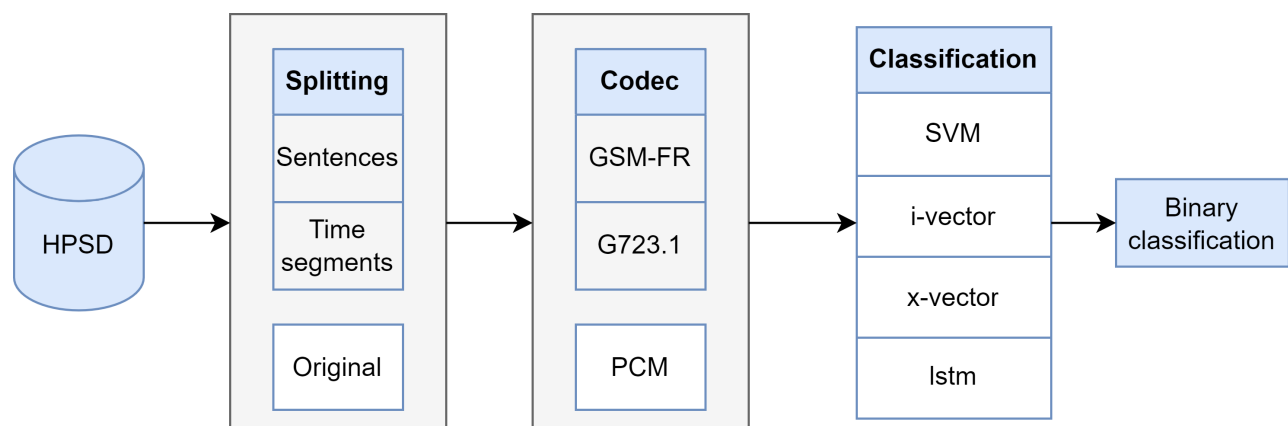 HPSD
Splitting
Sentences
Time
segments
Original
Codec
GSM-FR
G723.1
PCM
Classification
SVM
i-vector
x-vector
lstm
Binary
classification